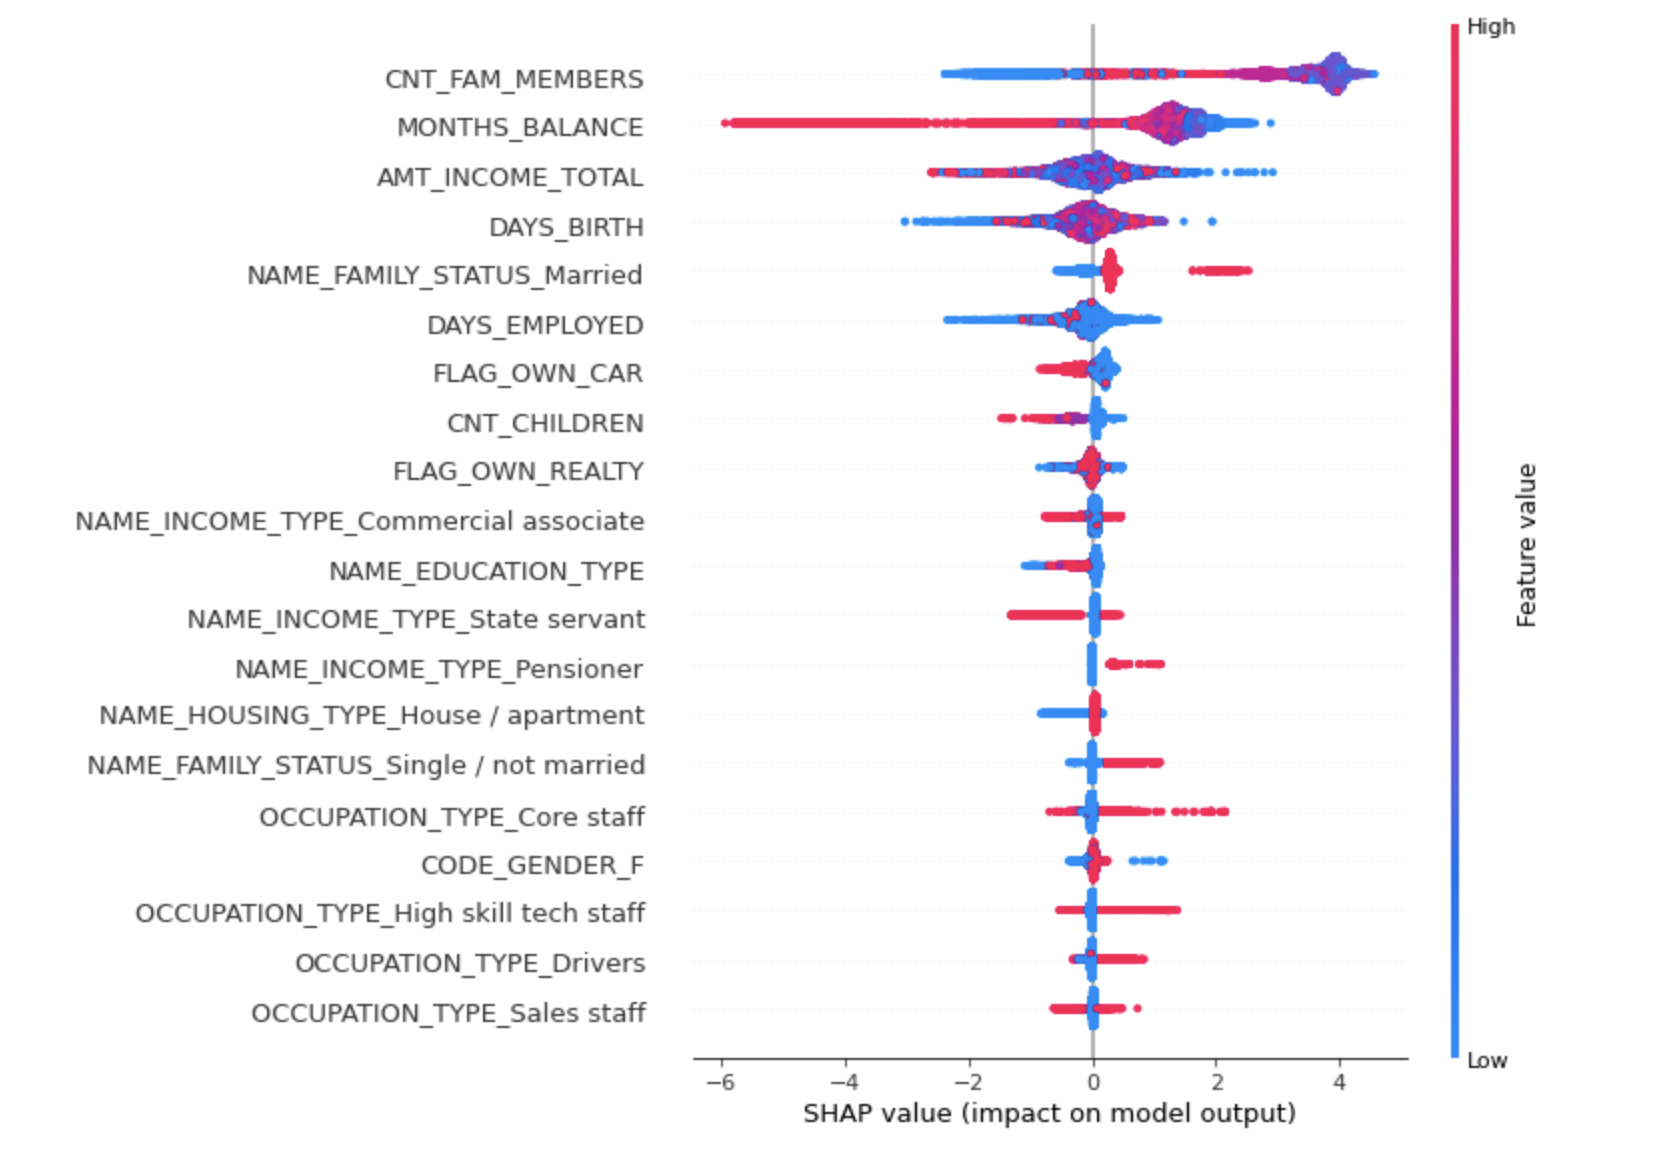 High
CNT_FAM_MEMBERS
MONTHS_BALANCE
AMT_INCOME_TOTAL
DAYS_BIRTH
NAME_FAMILY_STATUS_Married
DAYS_EMPLOYED
FLAG_OWN_CAR
CNT_CHILDREN
FLAG_OWN_REALTY
NAME_INCOME_TYPE_Commercial associate
NAME_EDUCATION_TYPE
NAME_INCOME_TYPE_State servant
NAME_INCOME_TYPE_Pensioner
NAME_HOUSING_TYPE_House / apartment
NAME_FAMILY_STATUS_Single / not married
OCCUPATION_TYPE_Core staff
CODE_GENDER_F
OCCUPATION_TYPE_High skill tech staff
OCCUPATION_TYPE_Drivers
OCCUPATION_TYPE_Sales staff
Feature value
Low
−6 −4 −2 0 2 4
SHAP value (impact on model output)